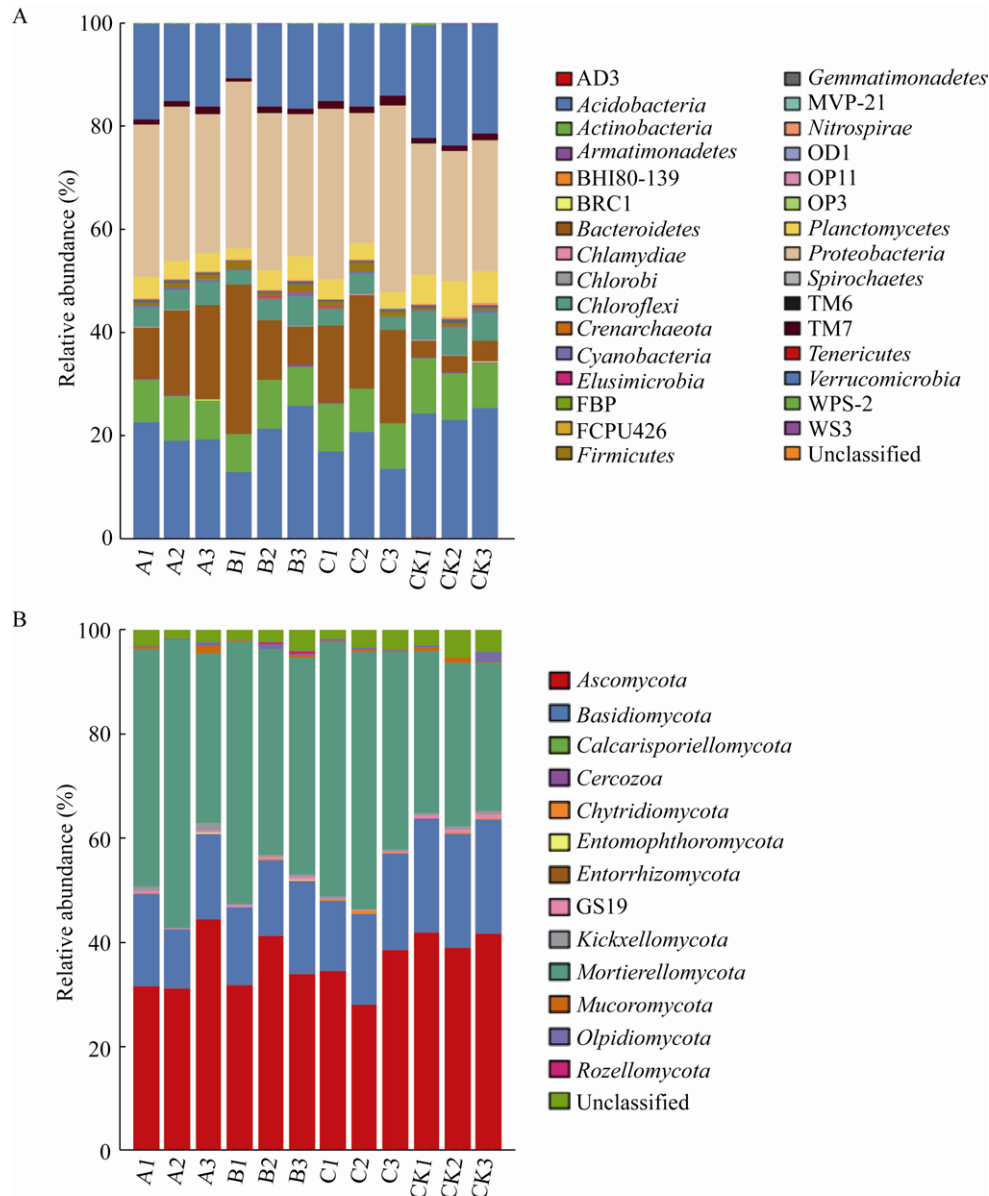 A
Relative abundance (%)
100
80
60
40
20
0
A1 A2 A3 B1 B2 B3 C1 C2 C3 CK1 CK2 CK3
AD3
Acidobacteria
Actinobacteria
Armatimonadetes
BHI80-139
BRC1
Bacteroidetes
Chlamydiae
Chlorobi
Chloroflexi
Crenarchaeota
Cyanobacteria
Elusimicrobia
FBP
FCPU426
Firmicutes
Gemmatimonadetes
MVP-21
Nitrospirae
OD1
OP11
OP3
Planctomycetes
Proteobacteria
Spirochaetes
TM6
TM7
Tenericutes
Verrucomicrobia
WPS-2
WS3
Unclassified
B
Relative abundance (%)
100
80
60
40
20
0
A1 A2 A3 B1 B2 B3 C1 C2 C3 CK1 CK2 CK3
Ascomycota
Basidiomycota
Calcarisporiellomycota
Cercozoa
Chytridiomycota
Entomophthoromycota
Entorrhizomycota
GS19
Kickxellomycota
Mortierellomycota
Mucoromycota
Olpidiomycota
Rozellomycota
Unclassified